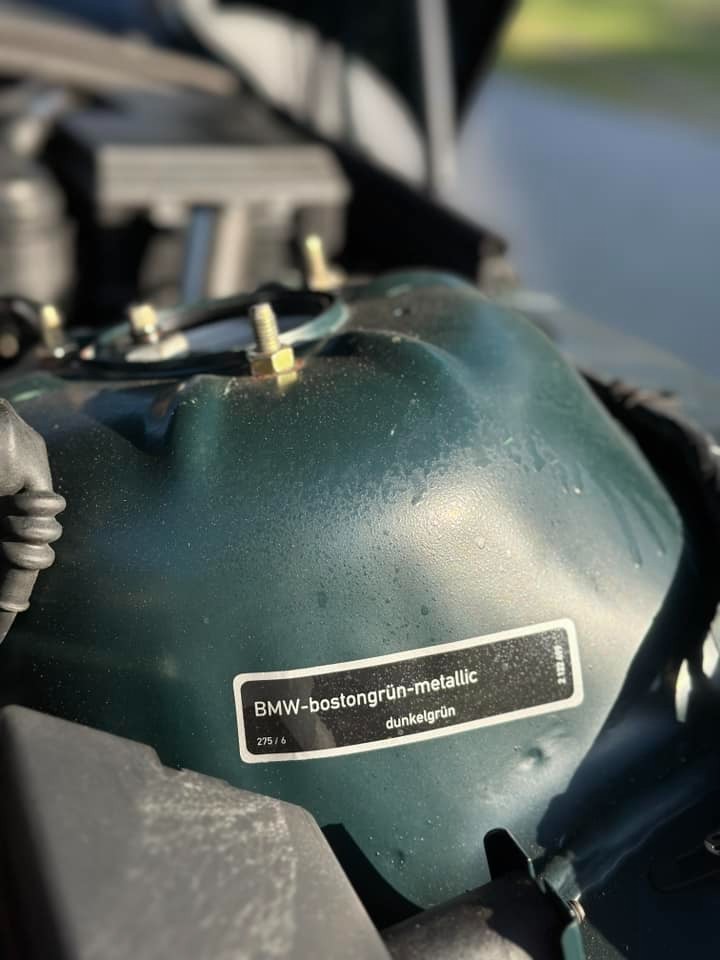 BMW-bostongrün-metallic
dunkelgrün
275 / 6